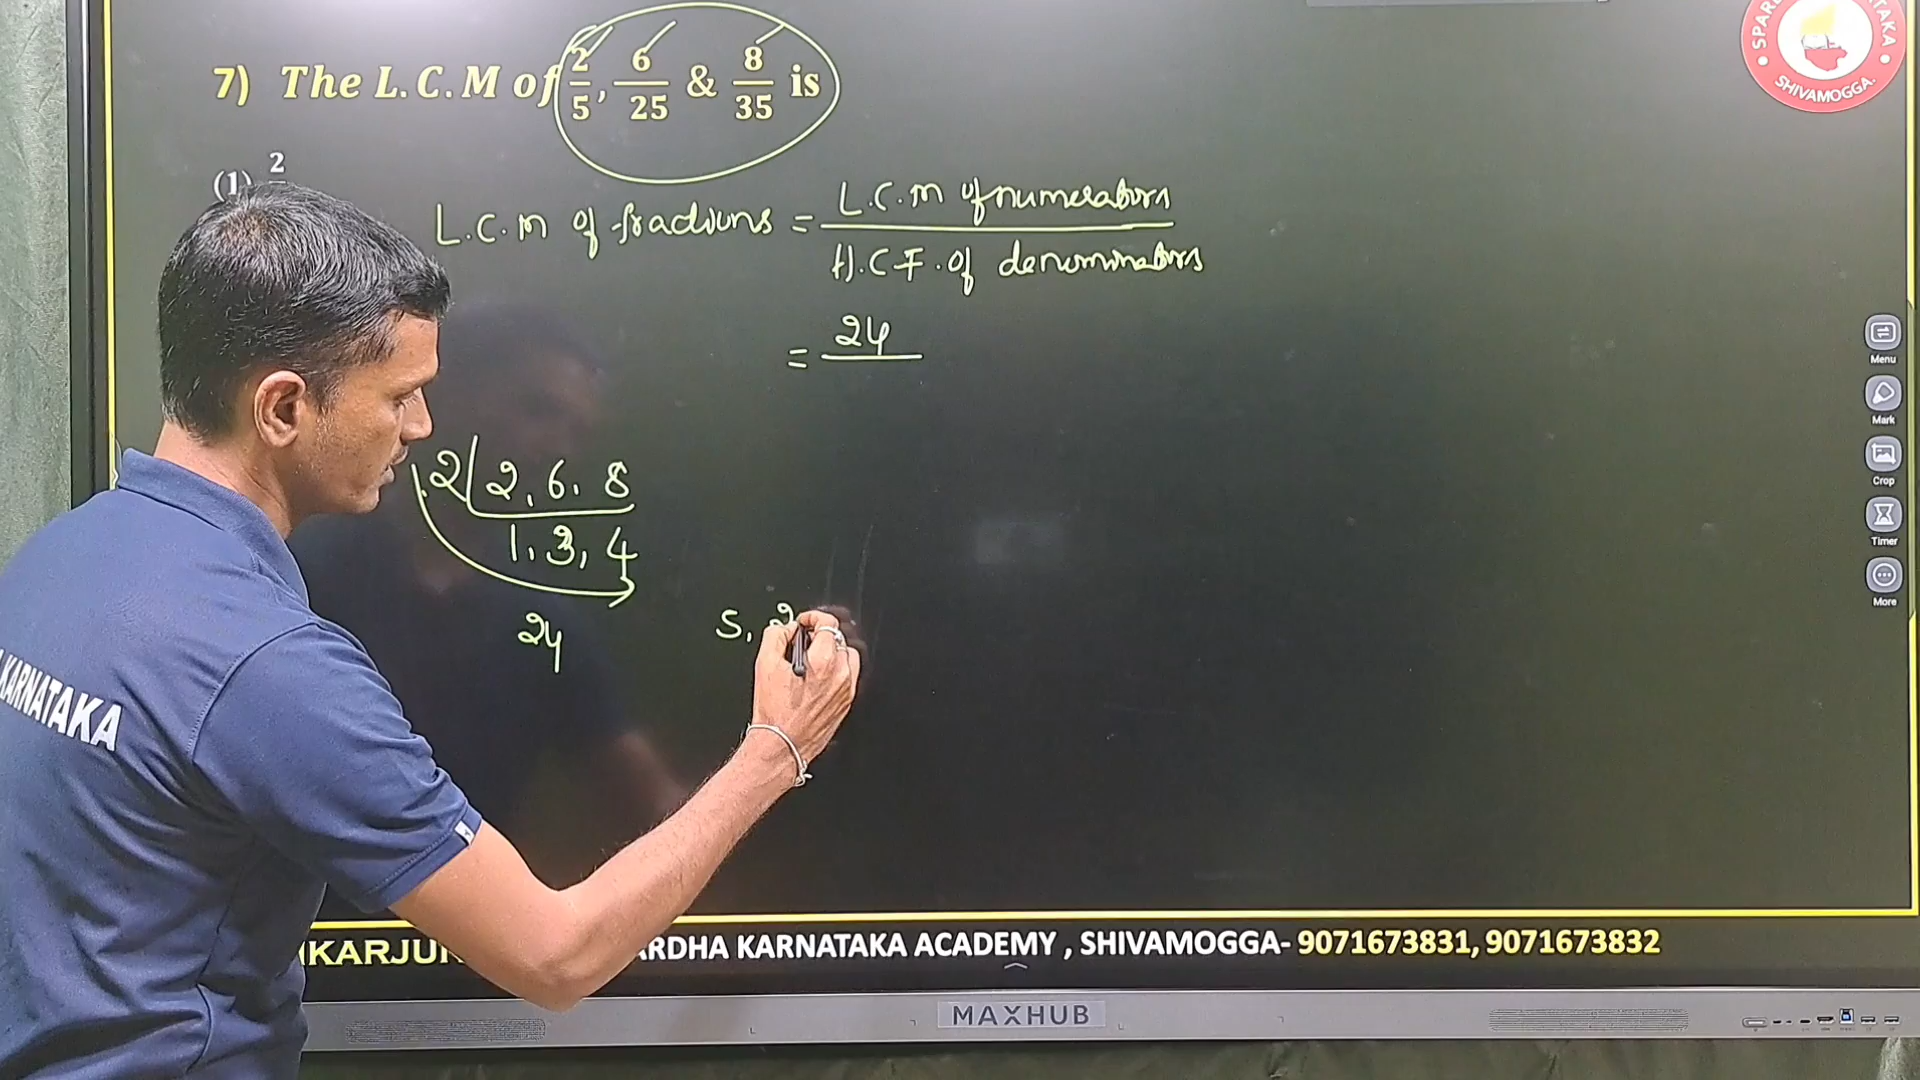 7) The L.C.M of 2/5, 6/25 & 8/35 is
(1) 2
L.C.M of fractions = L.C.M of numerators / H.C.F. of denominators
= 24
2 | 2, 6, 8
1, 3, 4
24
5, 2
KARNATAKA
SHIVAMOGGA.
Menu
Mark
Crop
Timer
More
KARNATAKA ACADEMY , SHIVAMOGGA- 9071673831, 9071673832
MAXHUB